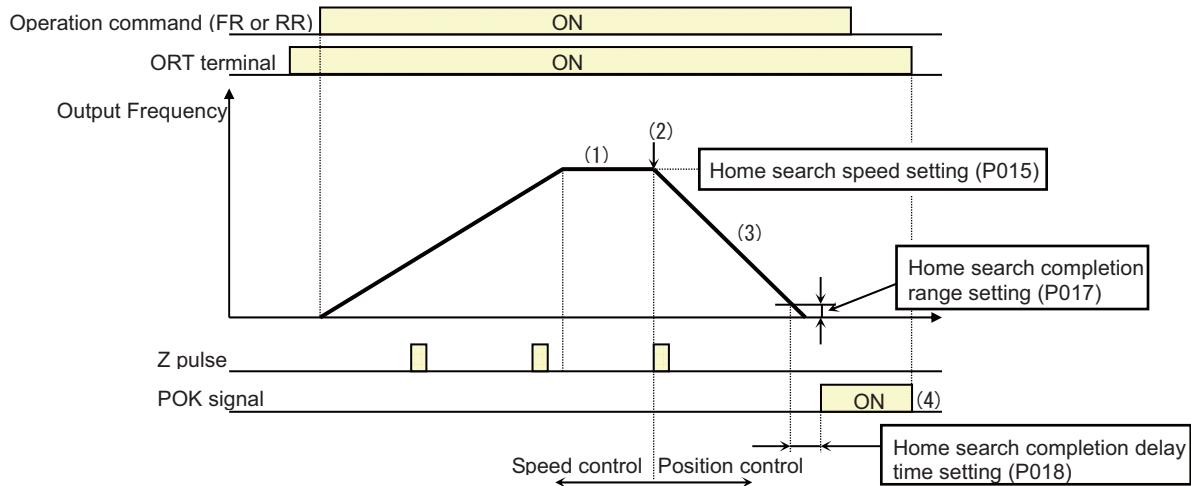 Operation command (FR or RR)
ON
ORT terminal
ON
Output Frequency
(1)
(2)
Home search speed setting (P015)
(3)
Home search completion
range setting (P017)
Z pulse
POK signal
ON
(4)
Home search completion delay
time setting (P018)
Speed control
Position control